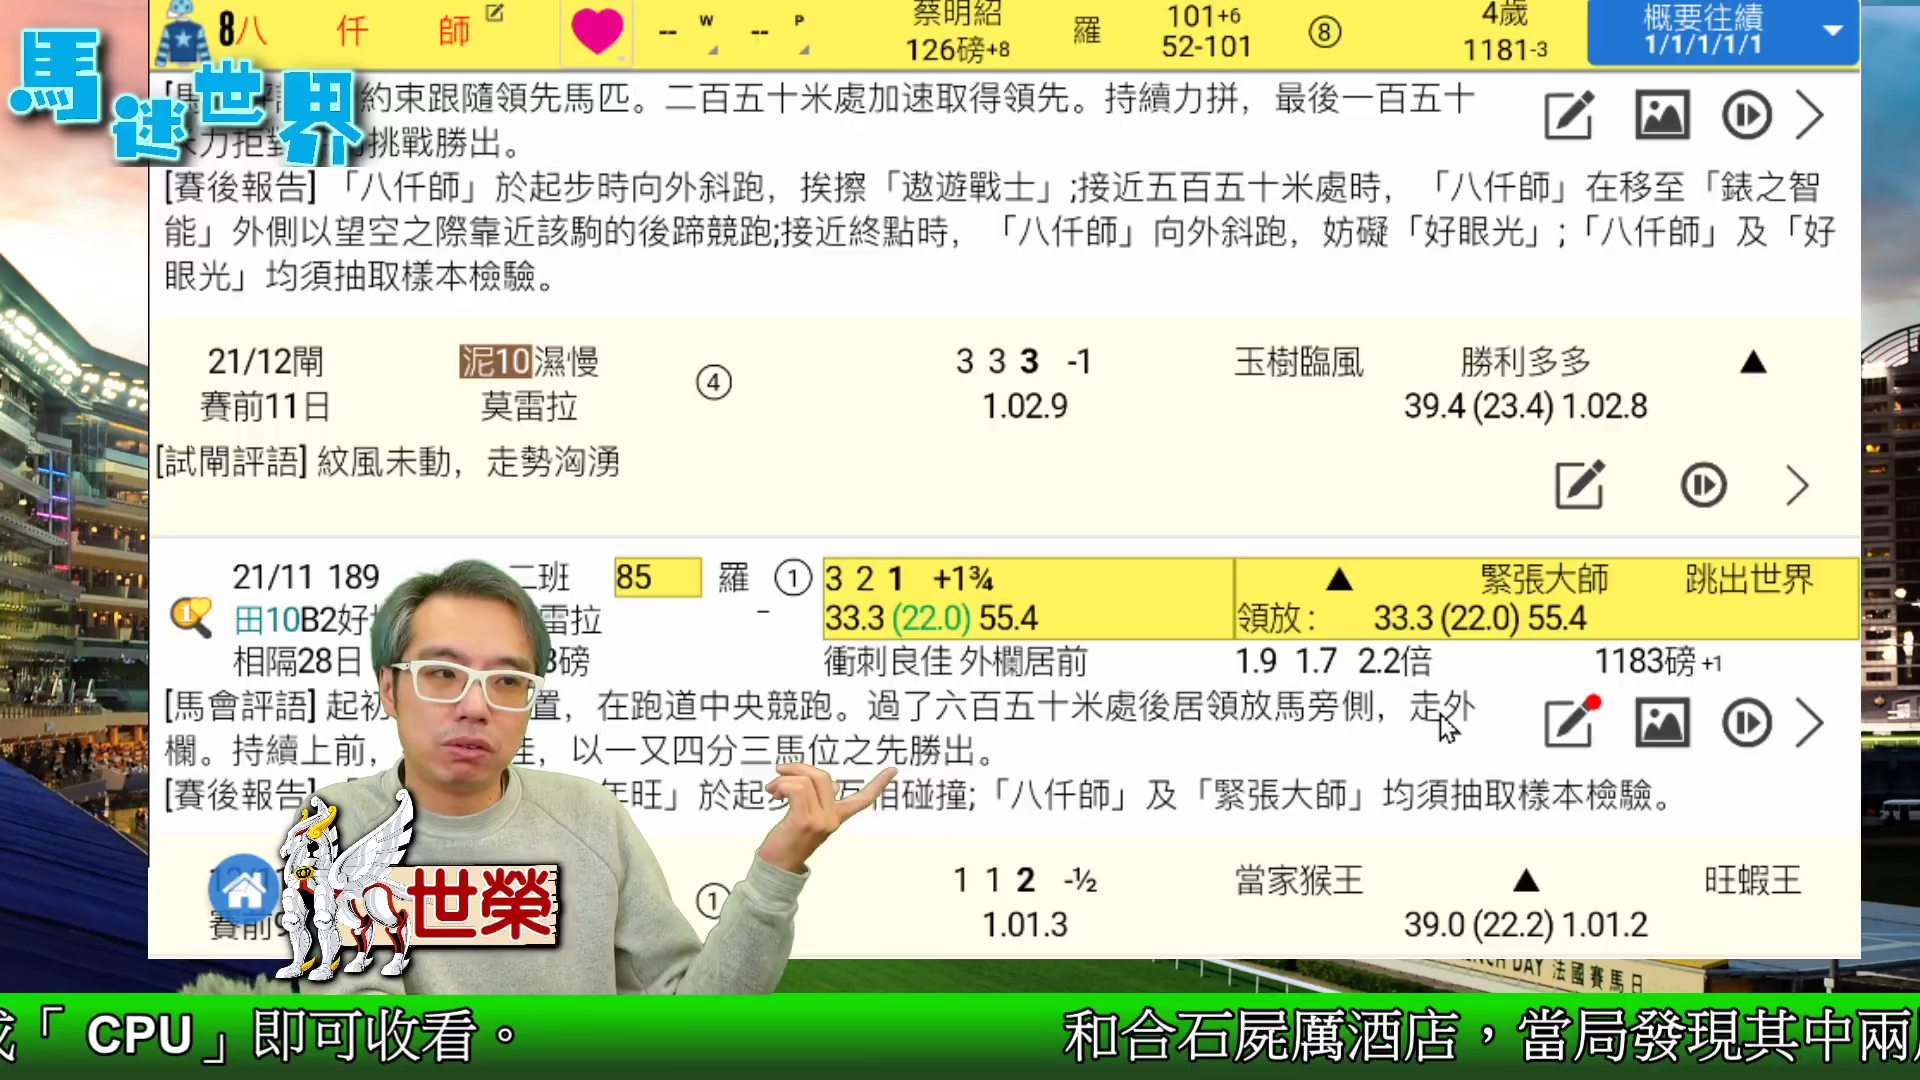 8八 仟 師
-- W -- P
蔡明紹
126磅+8
羅
101+6
52-101
⑧
4歲
1181-3
概要往績
1/1/1/1/1
馬迷世界
約束跟隨領先馬匹。二百五十米處加速取得領先。持續力拼，最後一百五十
挑戰勝出。
[賽後報告] 「八仟師」於起步時向外斜跑，挨擦「遨遊戰士」;接近五百五十米處時，「八仟師」在移至「錶之智
能」外側以望空之際靠近該駒的後蹄競跑;接近終點時，「八仟師」向外斜跑，妨礙「好眼光」;「八仟師」及「好
眼光」均須抽取樣本檢驗。
21/12閘 泥10濕慢 ④ 3 3 3 -1 玉樹臨風 勝利多多 ▲
賽前11日 莫雷拉 1.02.9 39.4 (23.4) 1.02.8
[試閘評語] 紋風未動，走勢洶湧
21/11 189 二班 85 羅 ① 3 2 1 +1¾ ▲ 緊張大師 跳出世界
田10B2好 雷拉 - 33.3 (22.0) 55.4 領放： 33.3 (22.0) 55.4
相隔28日 磅 衝刺良佳 外欄居前 1.9 1.7 2.2倍 1183磅+1
[馬會評語] 起初 置，在跑道中央競跑。過了六百五十米處後居領放馬旁側，走外
欄。持續上前， 以一又四分三馬位之先勝出。
[賽後報告] 年旺」於起 互相碰撞;「八仟師」及「緊張大師」均須抽取樣本檢驗。
① 1 1 2 -½ 當家猴王 ▲ 旺蝦王
賽前 1.01.3 39.0 (22.2) 1.01.2
世榮
DAY 法國賽馬日
「 CPU」即可收看。 和合石屍厲酒店，當局發現其中兩